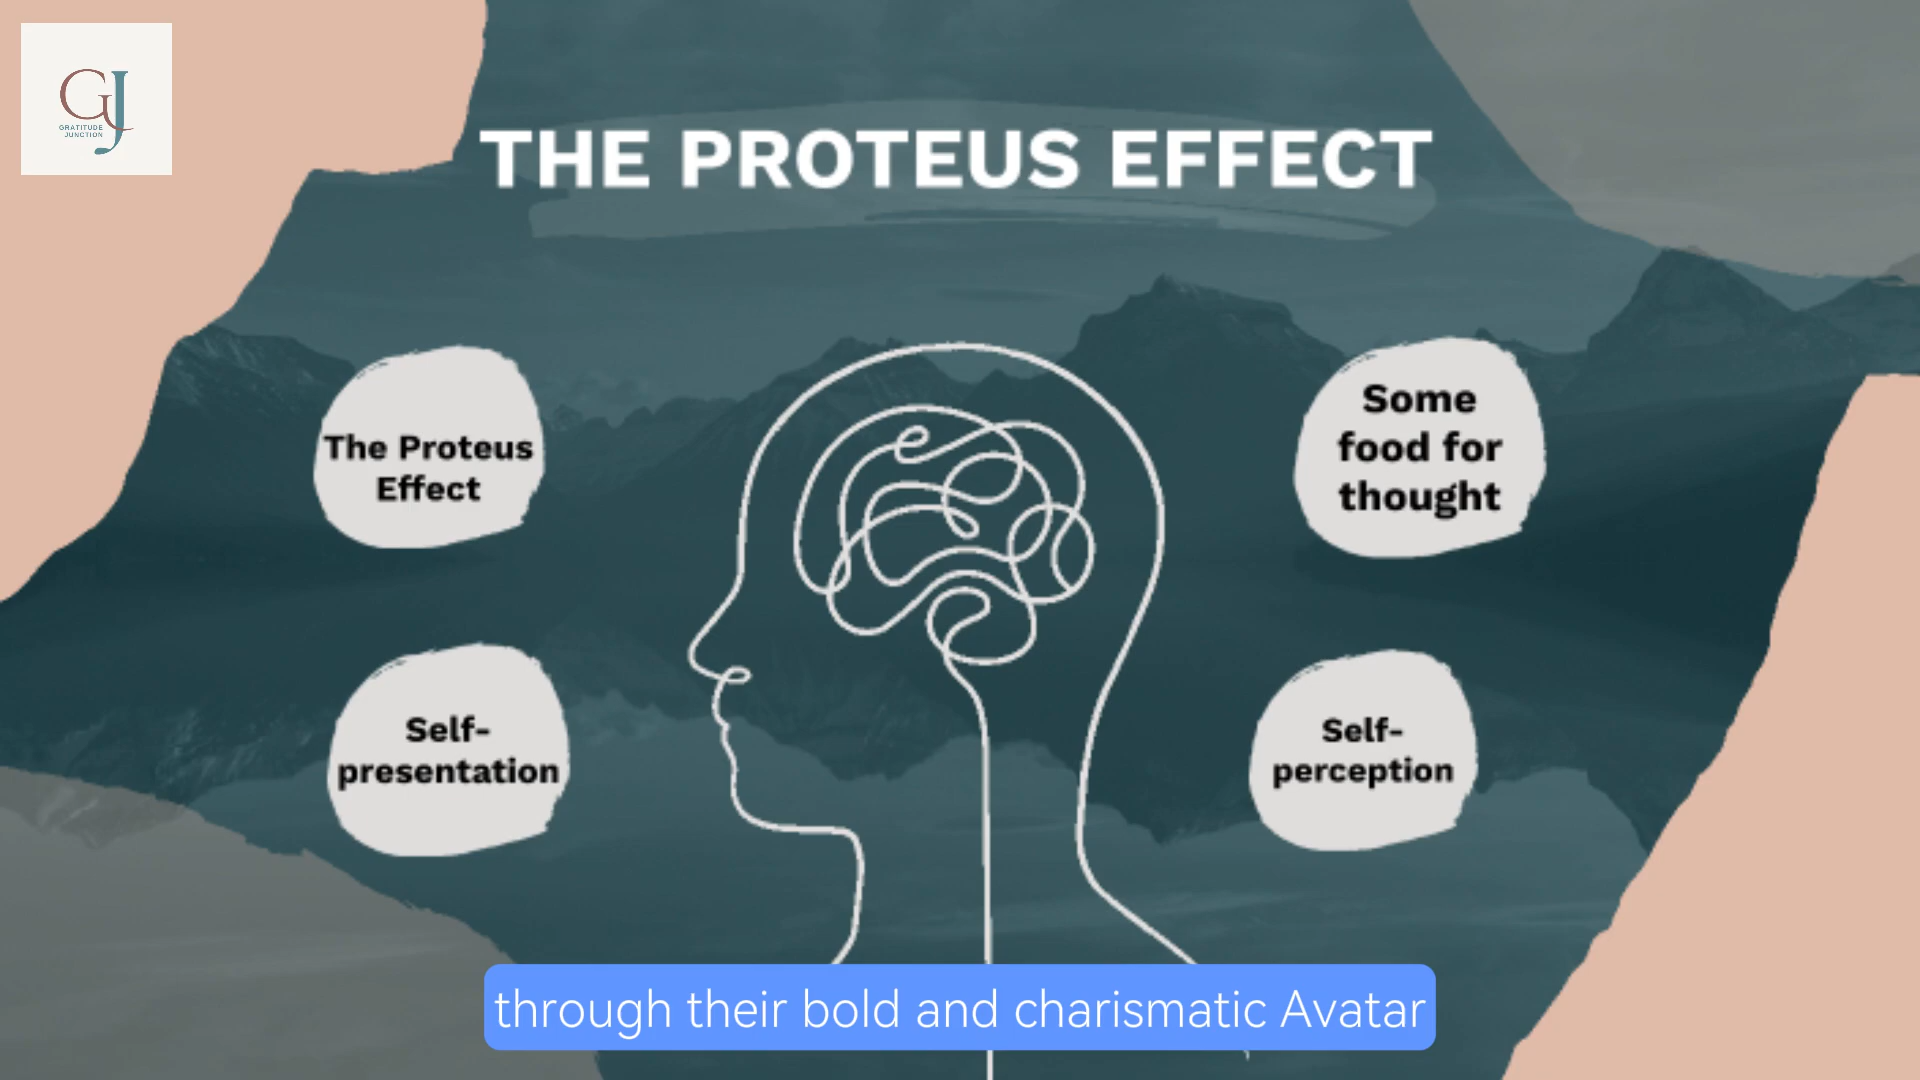 GJ
GRATITUDE
JUNCTION
THE PROTEUS EFFECT
The Proteus
Effect
Some
food for
thought
Self-
presentation
Self-
perception
through their bold and charismatic Avatar